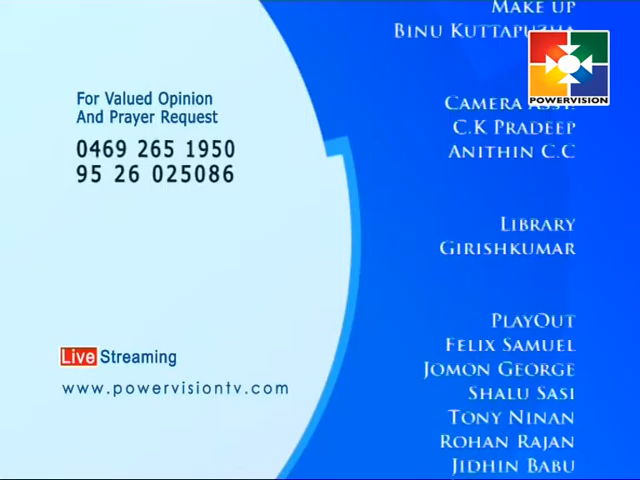 For Valued Opinion
And Prayer Request
0469 265 1950
95 26 025086
Live Streaming
www.powervisiontv.com
Make up
Binu Kuttapuzha
Camera Asst.
C.K Pradeep
Anithin C.C
Library
Girishkumar
PlayOut
Felix Samuel
Jomon George
Shalu Sasi
Tony Ninan
Rohan Rajan
Jidhin Babu
POWERVISION